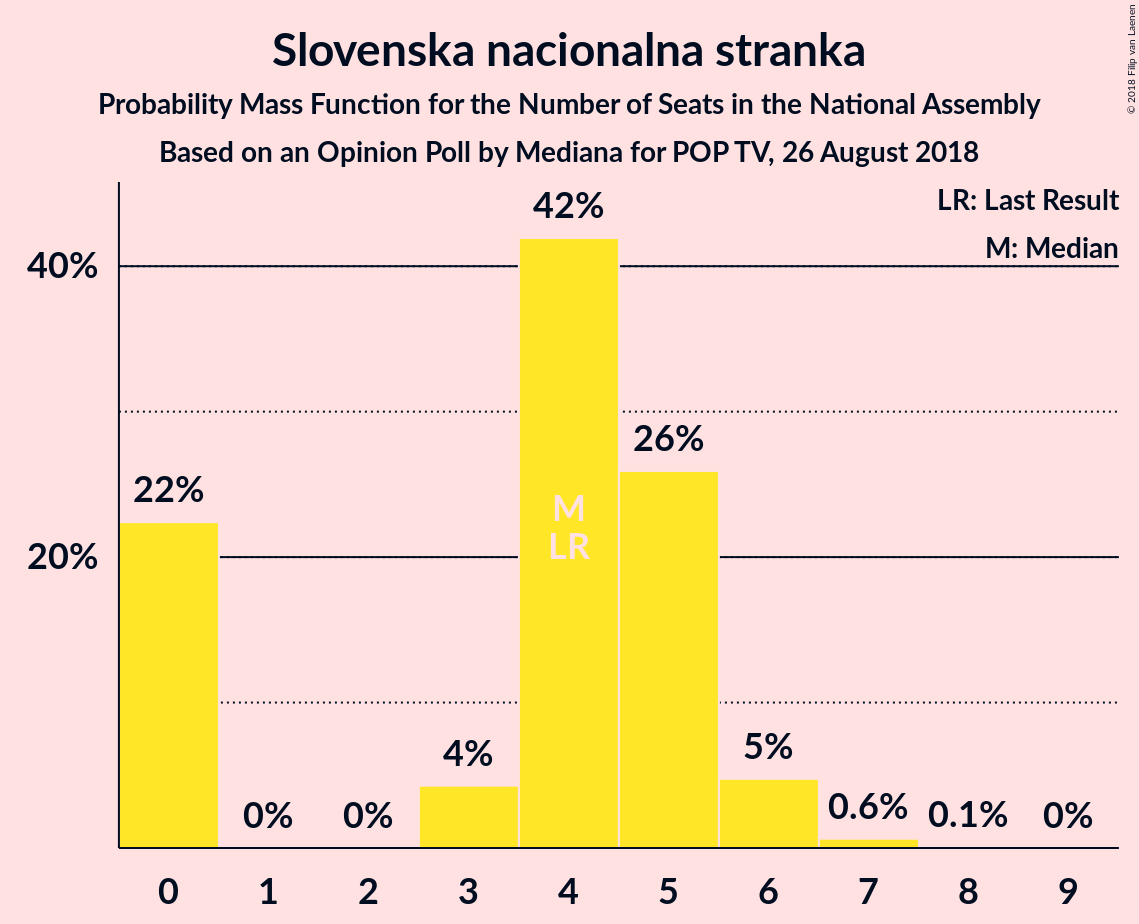 Slovenska nacionalna stranka
Probability Mass Function for the Number of Seats in the National Assembly
Based on an Opinion Poll by Mediana for POP TV, 26 August 2018
© 2018 Filip van Laenen
LR: Last Result
M: Median
40%
20%
22%
0%
0%
4%
42%
26%
5%
0.6%
0.1%
0%
M
LR
0 1 2 3 4 5 6 7 8 9